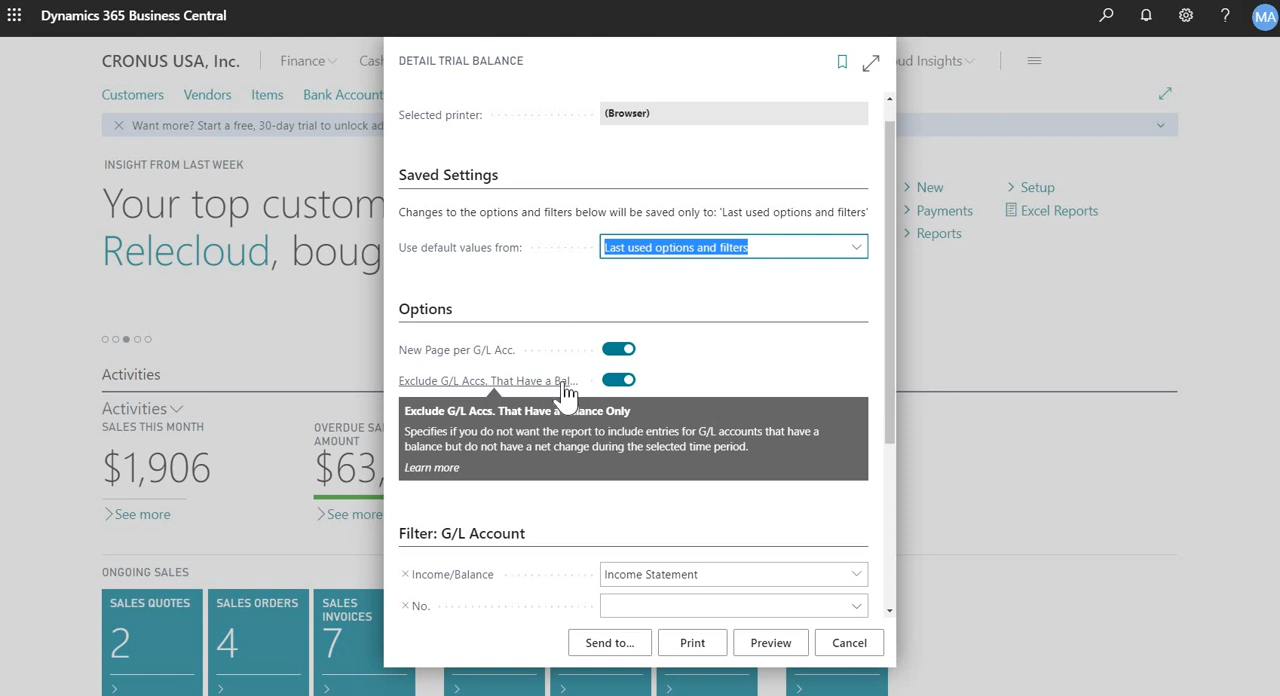 Dynamics 365 Business Central
MA
CRONUS USA, Inc.
Finance
Cash
oud Insights
Customers
Vendors
Items
Bank Account
Want more? Start a free, 30-day trial to unlock ad
INSIGHT FROM LAST WEEK
Your top custom
Relecloud, boug
New
Payments
Reports
Setup
Excel Reports
Activities
Activities
SALES THIS MONTH
$1,906
See more
OVERDUE SA
AMOUNT
$63,
See more
ONGOING SALES
SALES QUOTES
2
SALES ORDERS
4
SALES
INVOICES
7
DETAIL TRIAL BALANCE
Selected printer:
(Browser)
Saved Settings
Changes to the options and filters below will be saved only to: 'Last used options and filters'
Use default values from:
Last used options and filters
Options
New Page per G/L Acc.
Exclude G/L Accs. That Have a Bal...
Exclude G/L Accs. That Have a Balance Only
Specifies if you do not want the report to include entries for G/L accounts that have a
balance but do not have a net change during the selected time period.
Learn more
Filter: G/L Account
Income/Balance
Income Statement
No.
Send to...
Print
Preview
Cancel